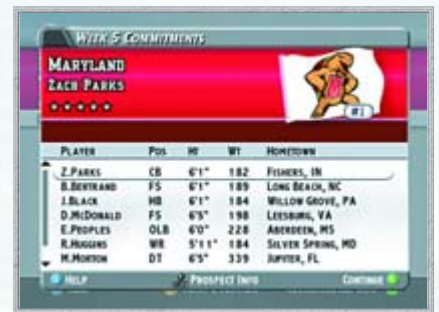 WEEK 5 COMMITMENTS
MARYLAND
ZACH PARKS
#1
PLAYER POS HT WT HOMETOWN
Z.PARKS CB 6'1" 182 FISHERS, IN
B.BERTRAND FS 6'1" 189 LONG BEACH, NC
J.BLACK HB 6'1" 184 WILLOW GROVE, PA
D.MCDONALD FS 6'5" 198 LEESBURG, VA
E.PEOPLES OLB 6'0" 228 ABERDEEN, MS
R.HUGGINS WR 5'11" 184 SILVER SPRING, MD
M.MORTON DT 6'5" 339 JUPITER, FL
HELP PROSPECT INFO CONTINUE